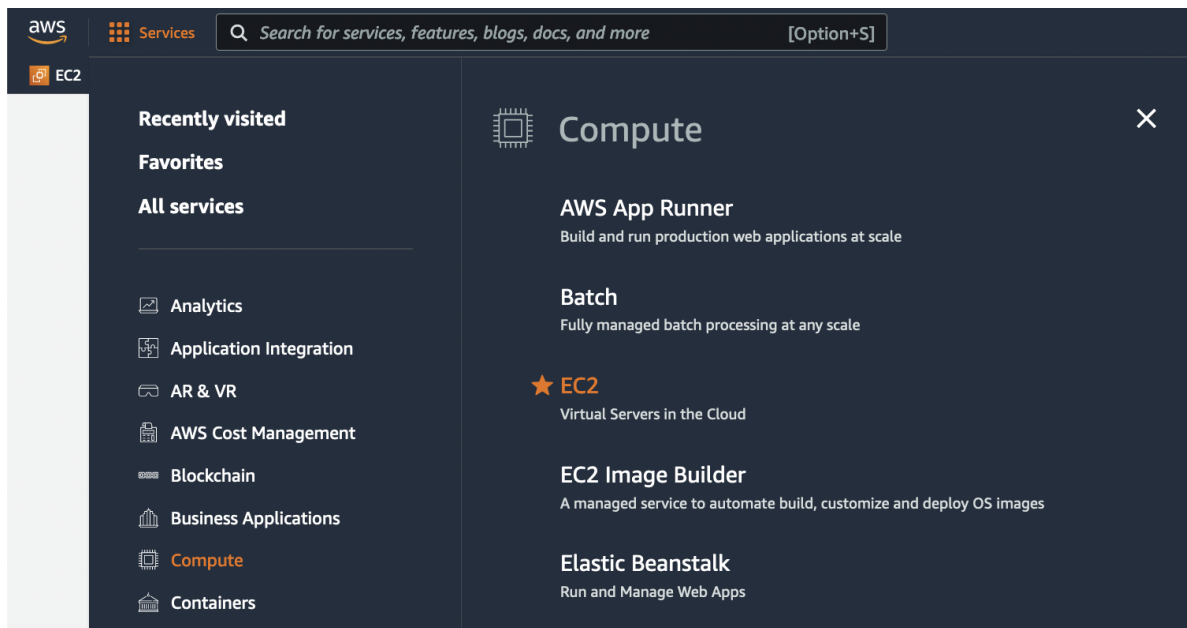 aws
Services
Search for services, features, blogs, docs, and more
[Option+S]
EC2
Recently visited
Favorites
All services
Analytics
Application Integration
AR & VR
AWS Cost Management
Blockchain
Business Applications
Compute
Containers
Compute
AWS App Runner
Build and run production web applications at scale
Batch
Fully managed batch processing at any scale
EC2
Virtual Servers in the Cloud
EC2 Image Builder
A managed service to automate build, customize and deploy OS images
Elastic Beanstalk
Run and Manage Web Apps